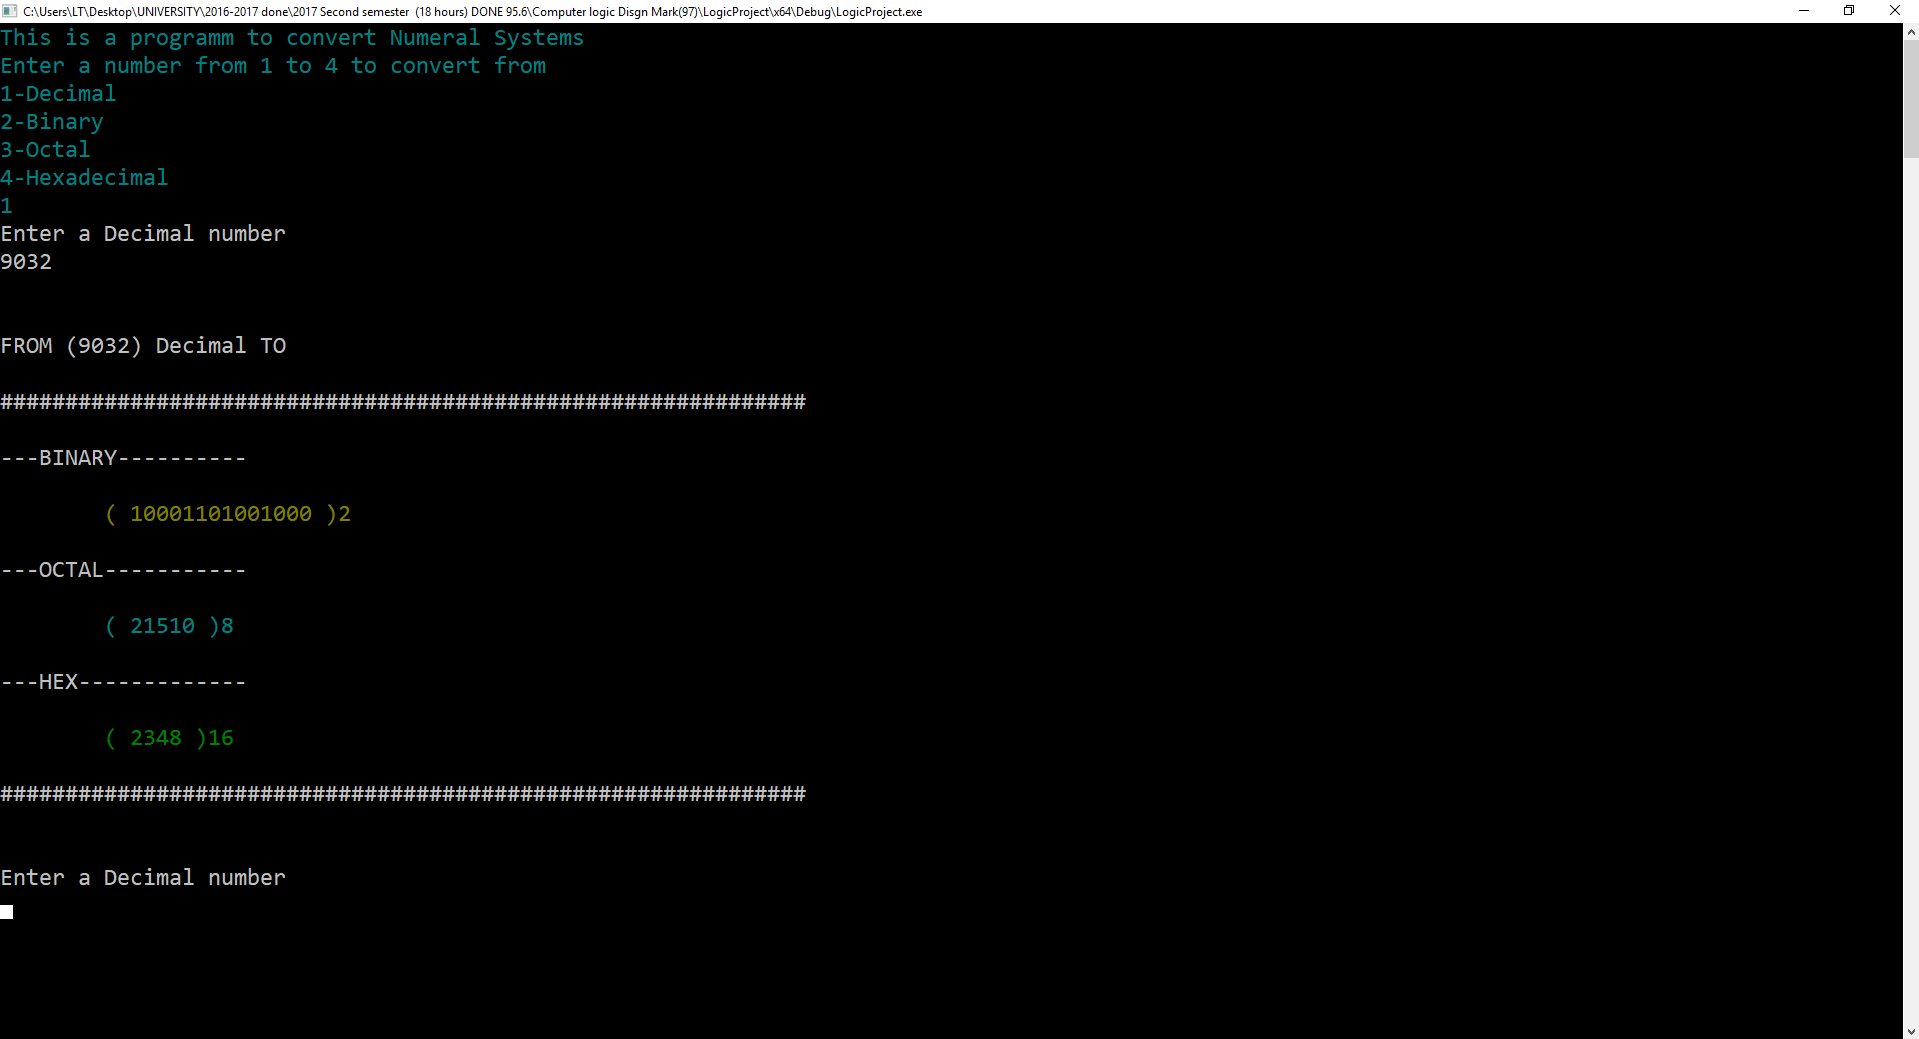 C:\Users\LT\Desktop\UNIVERSITY\2016-2017 done\2017 Second semester  (18 hours) DONE 95.6\Computer logic Disgn Mark(97)\LogicProject\x64\Debug\LogicProject.exe
This is a programm to convert Numeral Systems
Enter a number from 1 to 4 to convert from
1-Decimal
2-Binary
3-Octal
4-Hexadecimal
1
Enter a Decimal number
9032
FROM (9032) Decimal TO
##############################################################
---BINARY----------
( 10001101001000 )2
---OCTAL-----------
( 21510 )8
---HEX-------------
( 2348 )16
##############################################################
Enter a Decimal number